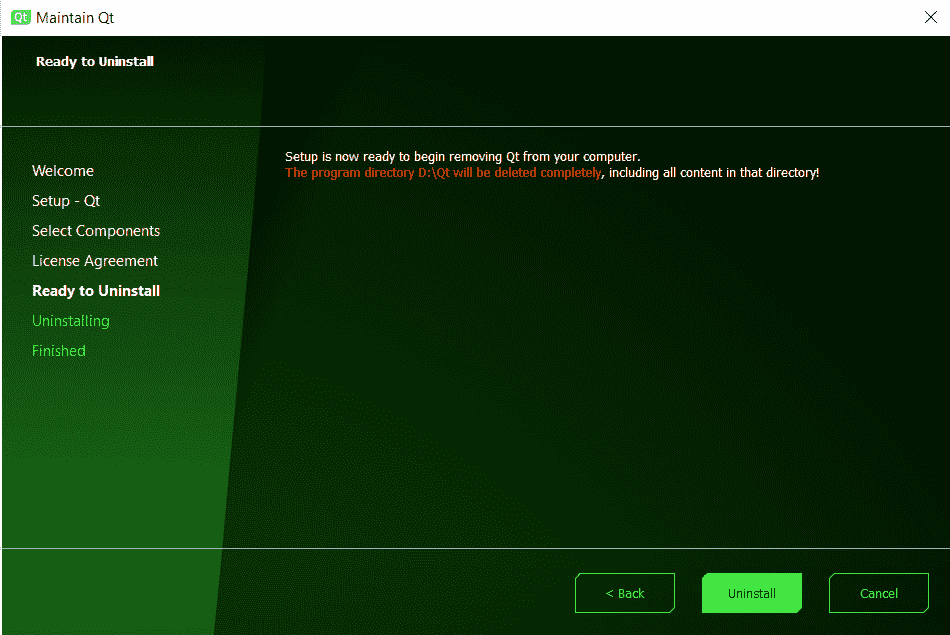 Qt Maintain Qt
Ready to Uninstall
Welcome
Setup - Qt
Select Components
License Agreement
Ready to Uninstall
Uninstalling
Finished
Setup is now ready to begin removing Qt from your computer.
The program directory D:\Qt will be deleted completely, including all content in that directory!
< Back
Uninstall
Cancel